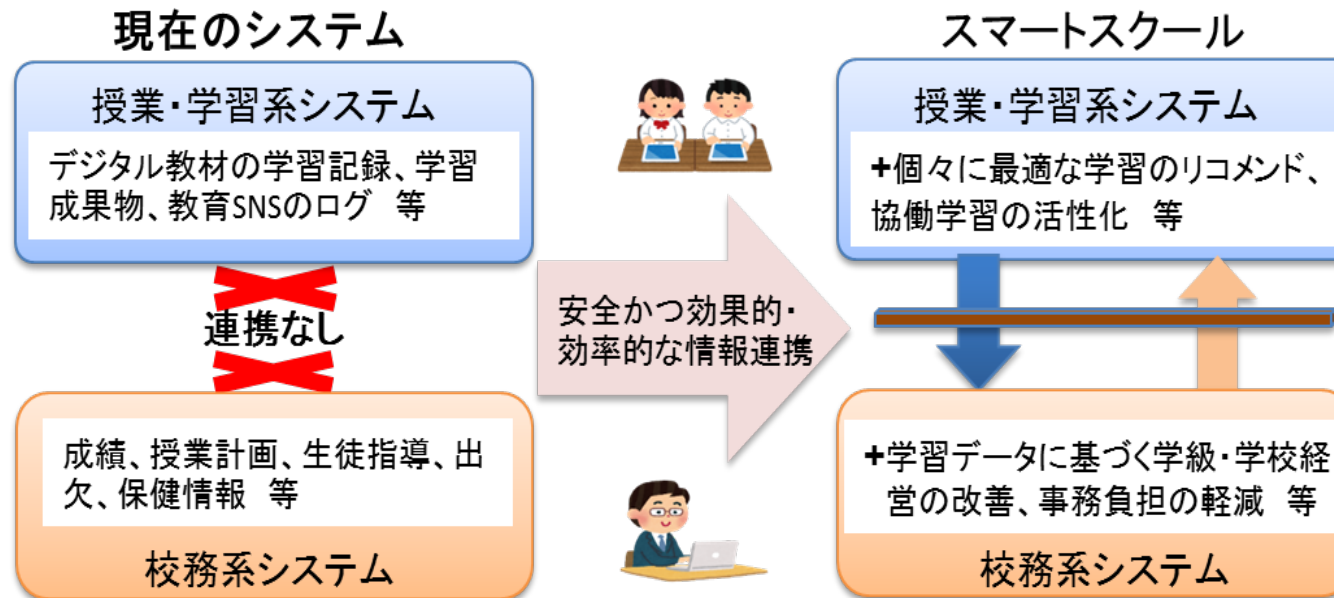 現在のシステム
授業・学習系システム
デジタル教材の学習記録、学習
成果物、教育SNSのログ　等
連携なし
成績、授業計画、生徒指導、出
欠、保健情報　等
校務系システム
安全かつ効果的・
効率的な情報連携
スマートスクール
授業・学習系システム
+個々に最適な学習のリコメンド、
協働学習の活性化　等
+学習データに基づく学級・学校経
営の改善、事務負担の軽減　等
校務系システム